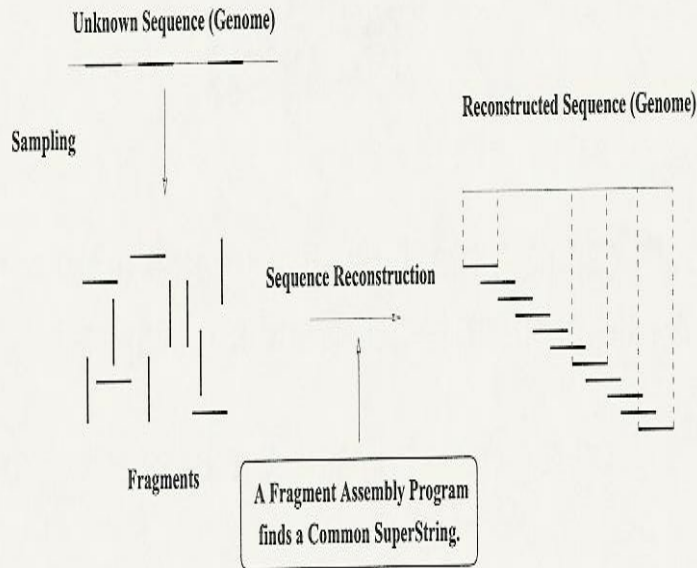 Unknown Sequence (Genome)
Sampling
Reconstructed Sequence (Genome)
Sequence Reconstruction
Fragments
A Fragment Assembly Program
finds a Common SuperString.